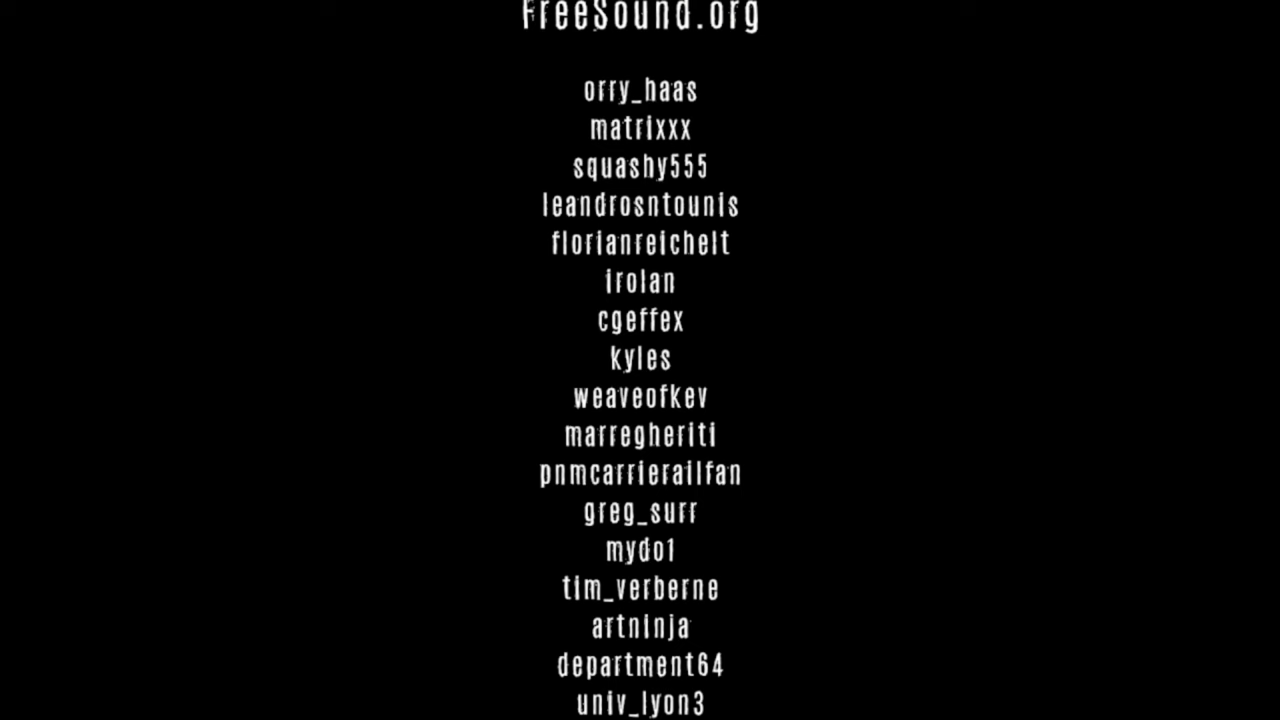 FreeSound.org
orry_haas
matrixxx
squashy555
leandrosntounis
florianreichelt
irolan
cgeffex
kyles
weaveofkev
marregheriti
pnmcarrierailfan
greg_surr
mydo1
tim_verberne
artninja
department64
univ_lyon3